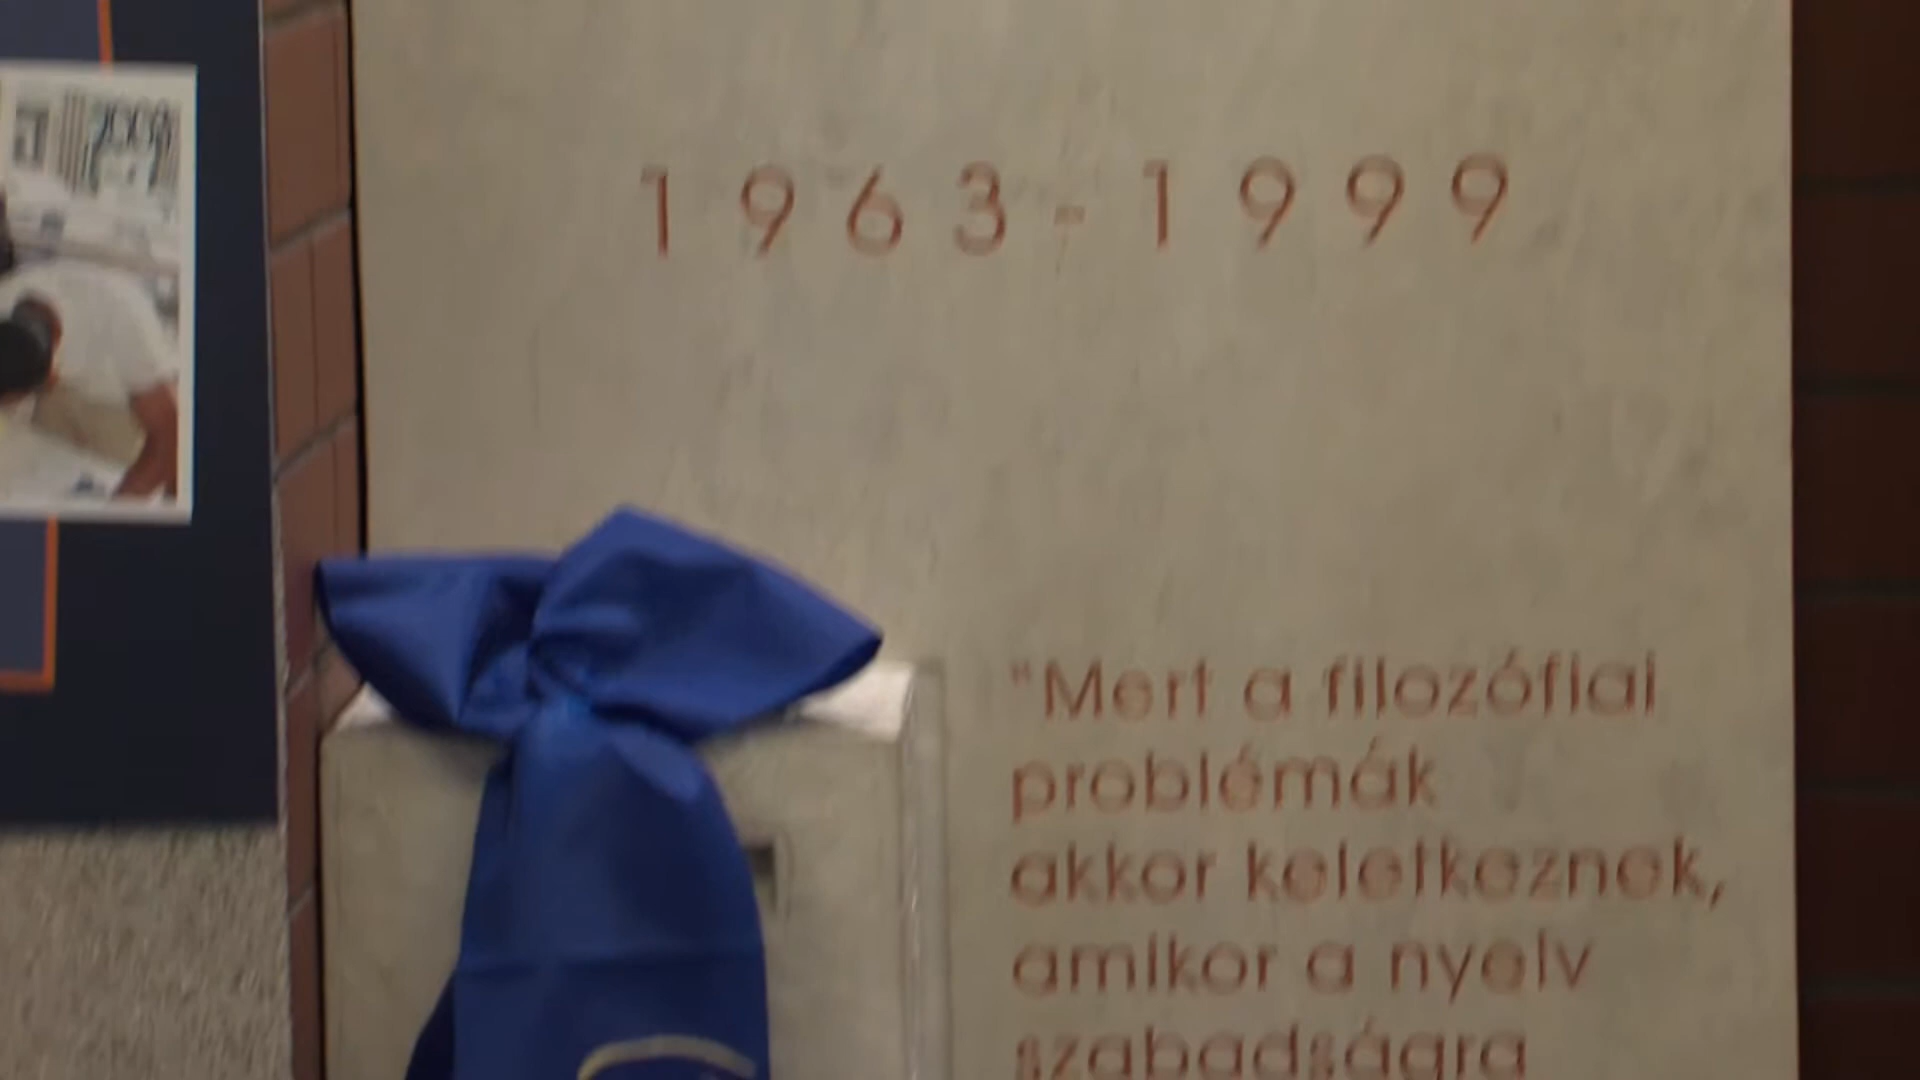 1963-1999
"Mert a filozófiai
problémák
akkor keletkeznek,
amikor a nyelv
szabadságra